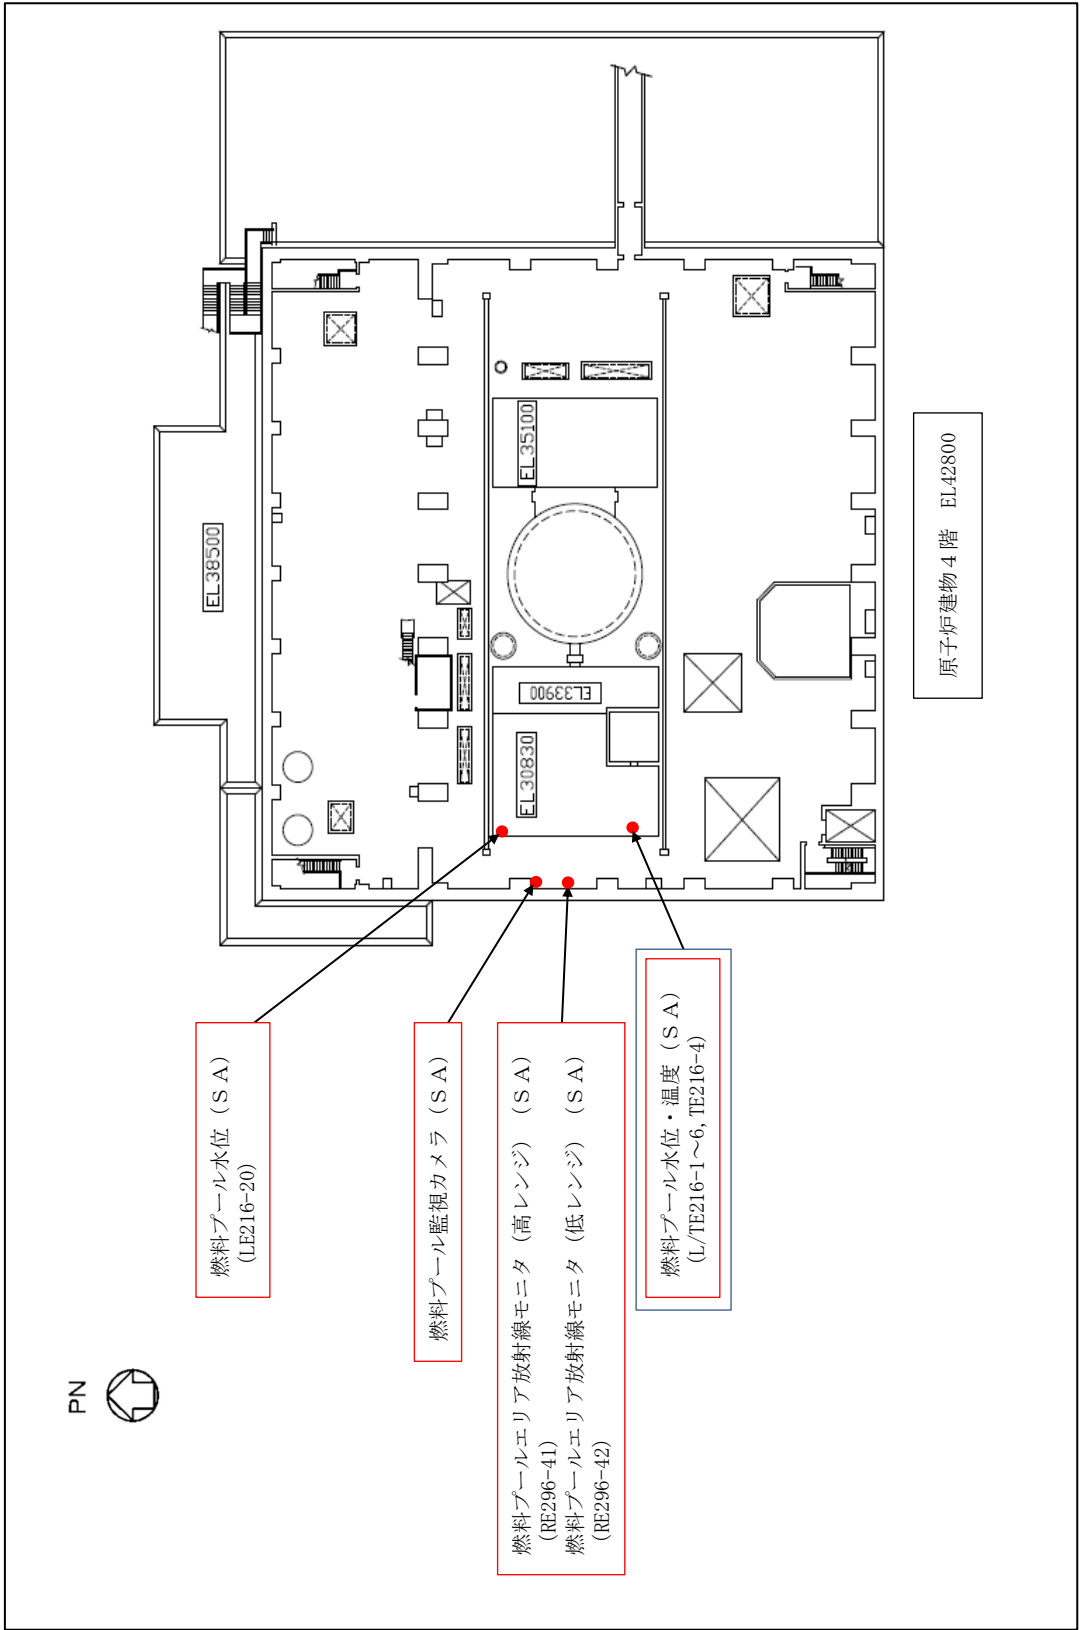 PN
燃料プール水位（ＳＡ）
(LE216-20)
燃料プール監視カメラ（ＳＡ）
燃料プールエリア放射線モニタ（高レンジ）（ＳＡ）
(RE296-41)
燃料プールエリア放射線モニタ（低レンジ）（ＳＡ）
(RE296-42)
燃料プール水位・温度（ＳＡ）
(L/TE216-1～6, TE216-4)
EL38500
EL30830
EL33900
EL35100
原子炉建物４階　EL42800